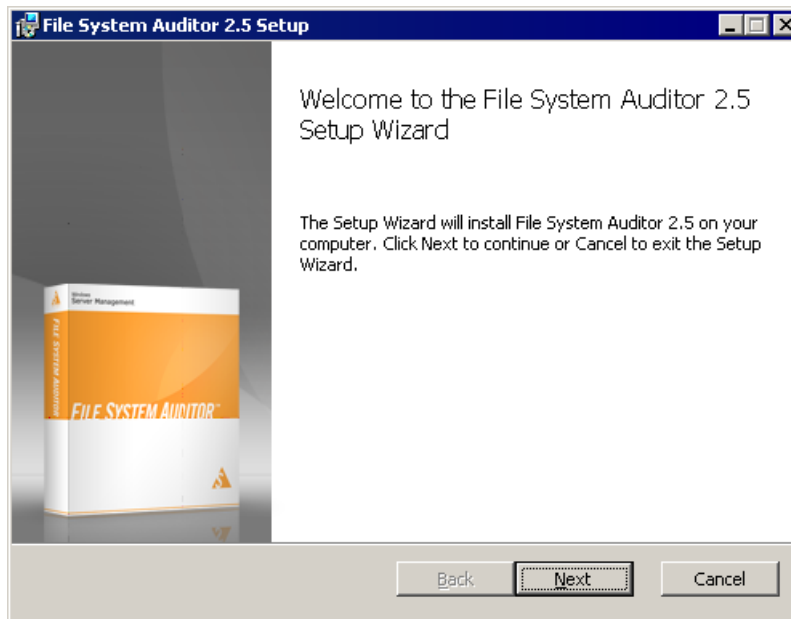 File System Auditor 2.5 Setup
Welcome to the File System Auditor 2.5
Setup Wizard
The Setup Wizard will install File System Auditor 2.5 on your
computer. Click Next to continue or Cancel to exit the Setup
Wizard.
Windows
Server Management
FILE SYSTEM AUDITOR
FILE SYSTEM AUDITOR™
Back
Next
Cancel